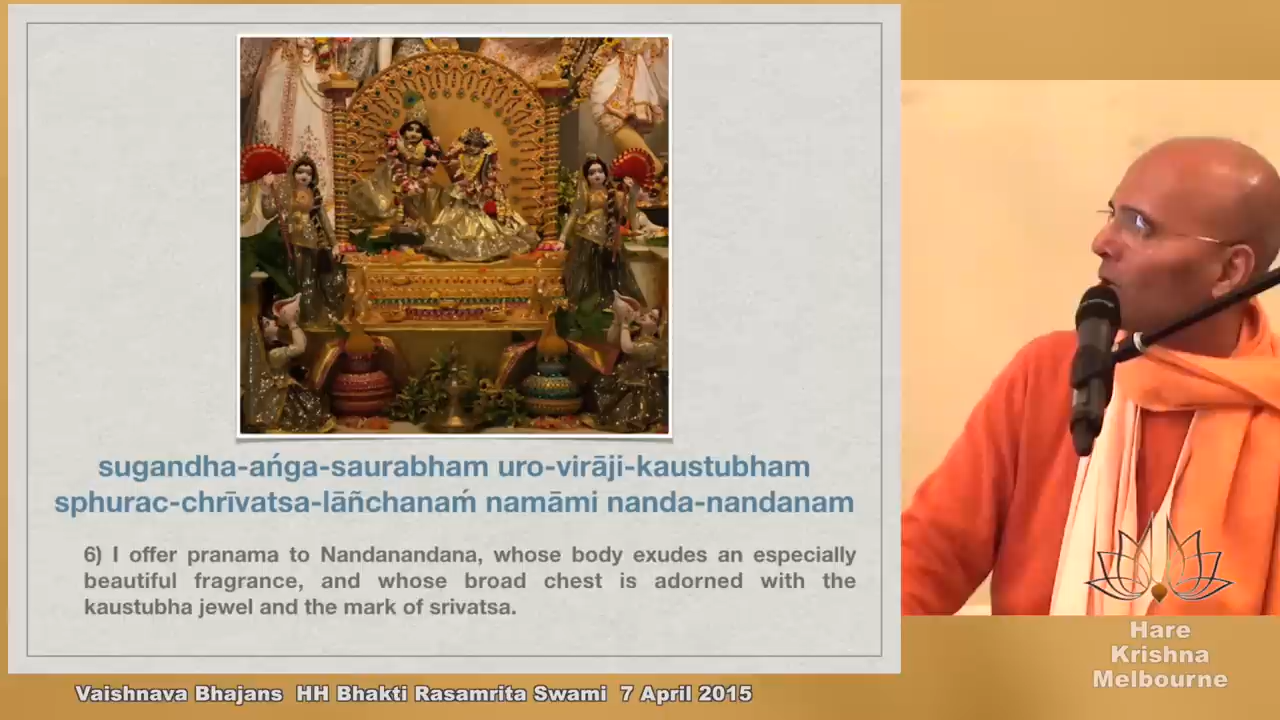 sugandha-aṅga-saurabham uro-virāji-kaustubham
sphurac-chrīvatsa-lāñchanaṁ namāmi nanda-nandanam
6) I offer pranama to Nandanandana, whose body exudes an especially
beautiful fragrance, and whose broad chest is adorned with the
kaustubha jewel and the mark of srivatsa.
Hare
Krishna
Melbourne
Vaishnava Bhajans HH Bhakti Rasamrita Swami 7 April 2015